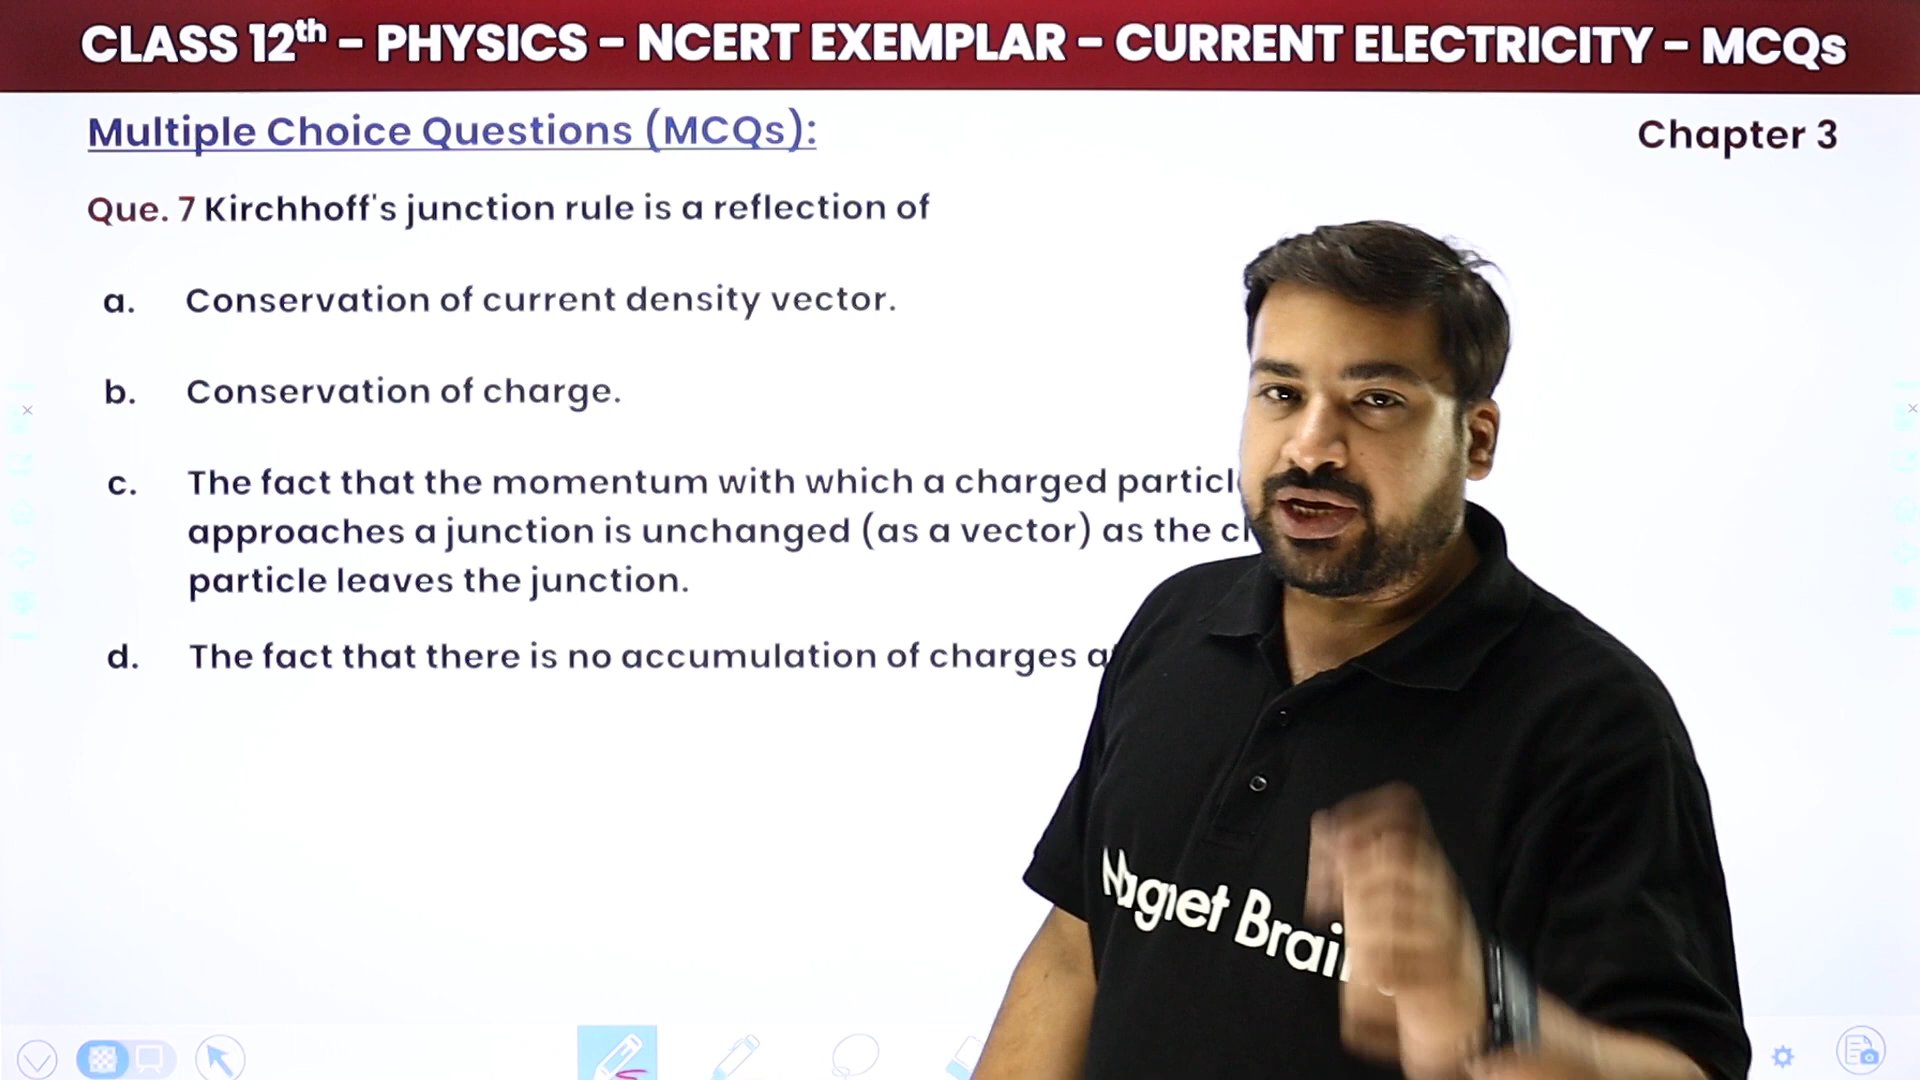 CLASS 12th – PHYSICS – NCERT EXEMPLAR – CURRENT ELECTRICITY – MCQs
Multiple Choice Questions (MCQs):
Chapter 3
Que. 7 Kirchhoff's junction rule is a reflection of
a. Conservation of current density vector.
b. Conservation of charge.
c. The fact that the momentum with which a charged
approaches a junction is unchanged (as a vector) as the
particle leaves the junction.
d. The fact that there is no accumulation of charges
Magnet